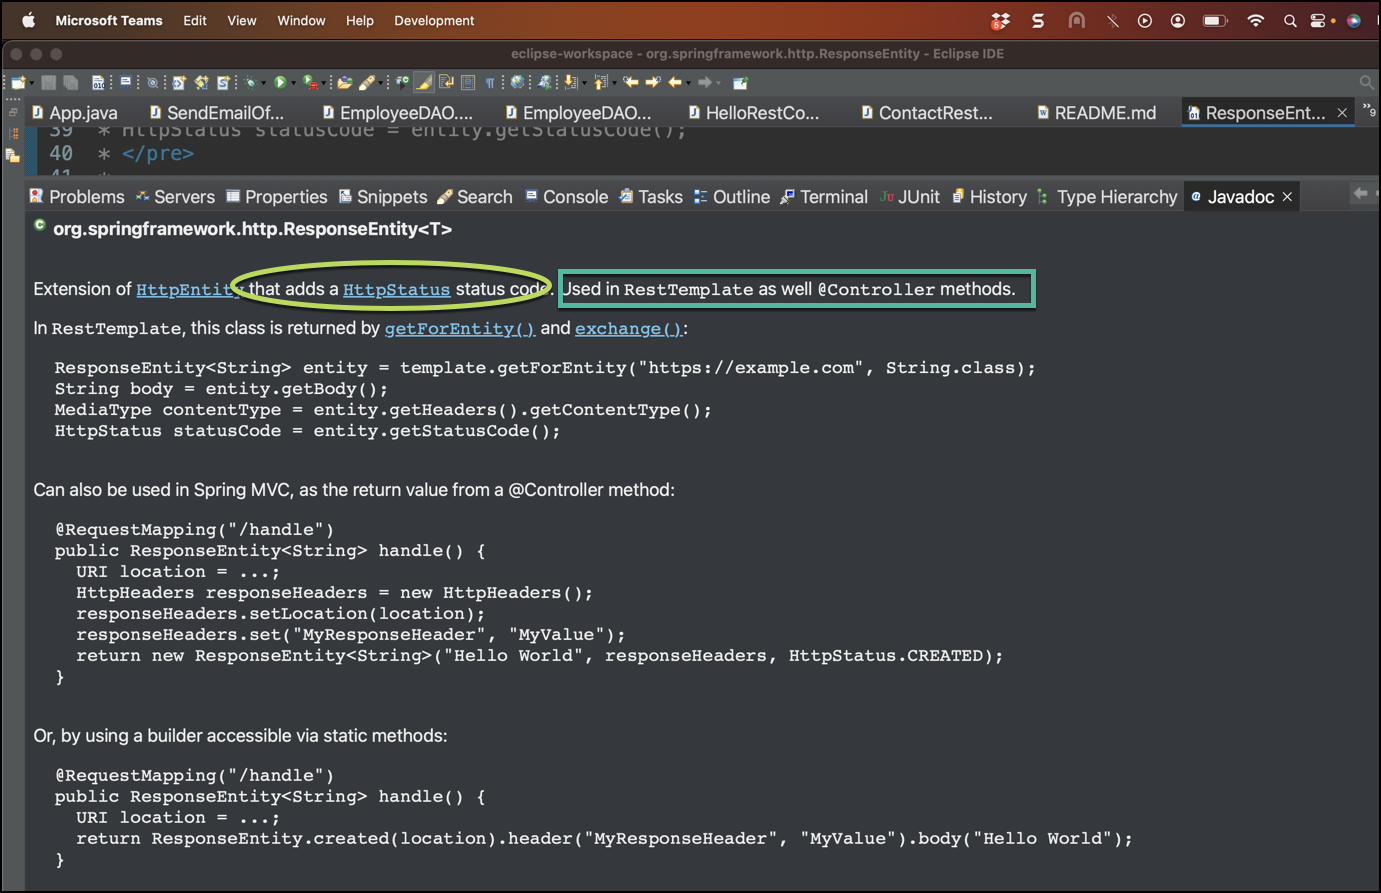 Microsoft Teams Edit View Window Help Development
eclipse-workspace - org.springframework.http.ResponseEntity - Eclipse IDE
App.java SendEmailOf... EmployeeDAO.... EmployeeDAO... HelloRestCo... ContactRest... README.md ResponseEnt... 9
39 * HttpStatus statusCode = entity.getStatusCode();
40 * </pre>
41 *
Problems Servers Properties Snippets Search Console Tasks Outline Terminal JUnit History Type Hierarchy Javadoc
org.springframework.http.ResponseEntity<T>
Extension of HttpEntity that adds a HttpStatus status code. Used in RestTemplate as well @Controller methods.
In RestTemplate, this class is returned by getForEntity() and exchange():
ResponseEntity<String> entity = template.getForEntity("https://example.com", String.class);
String body = entity.getBody();
MediaType contentType = entity.getHeaders().getContentType();
HttpStatus statusCode = entity.getStatusCode();
Can also be used in Spring MVC, as the return value from a @Controller method:
@RequestMapping("/handle")
public ResponseEntity<String> handle() {
URI location = ...;
HttpHeaders responseHeaders = new HttpHeaders();
responseHeaders.setLocation(location);
responseHeaders.set("MyResponseHeader", "MyValue");
return new ResponseEntity<String>("Hello World", responseHeaders, HttpStatus.CREATED);
}
Or, by using a builder accessible via static methods:
@RequestMapping("/handle")
public ResponseEntity<String> handle() {
URI location = ...;
return ResponseEntity.created(location).header("MyResponseHeader", "MyValue").body("Hello World");
}